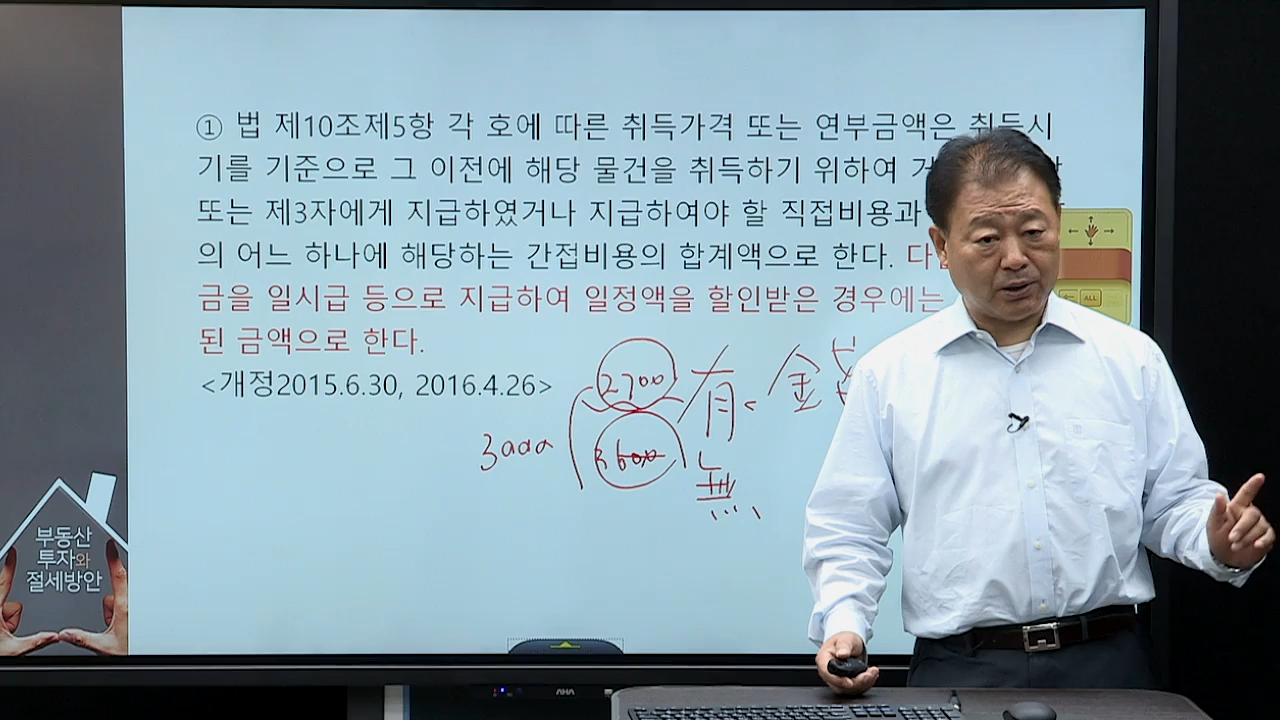 ① 법 제10조제5항 각 호에 따른 취득가격 또는 연부금액은 취득시
기를 기준으로 그 이전에 해당 물건을 취득하기 위하여
또는 제3자에게 지급하였거나 지급하여야 할 직접비용과
의 어느 하나에 해당하는 간접비용의 합계액으로 한다.
금을 일시급 등으로 지급하여 일정액을 할인받은 경우에는
된 금액으로 한다.
<개정2015.6.30, 2016.4.26>
2700 有 金
3000
3600 無
부동산
투자와
절세방안
ALL